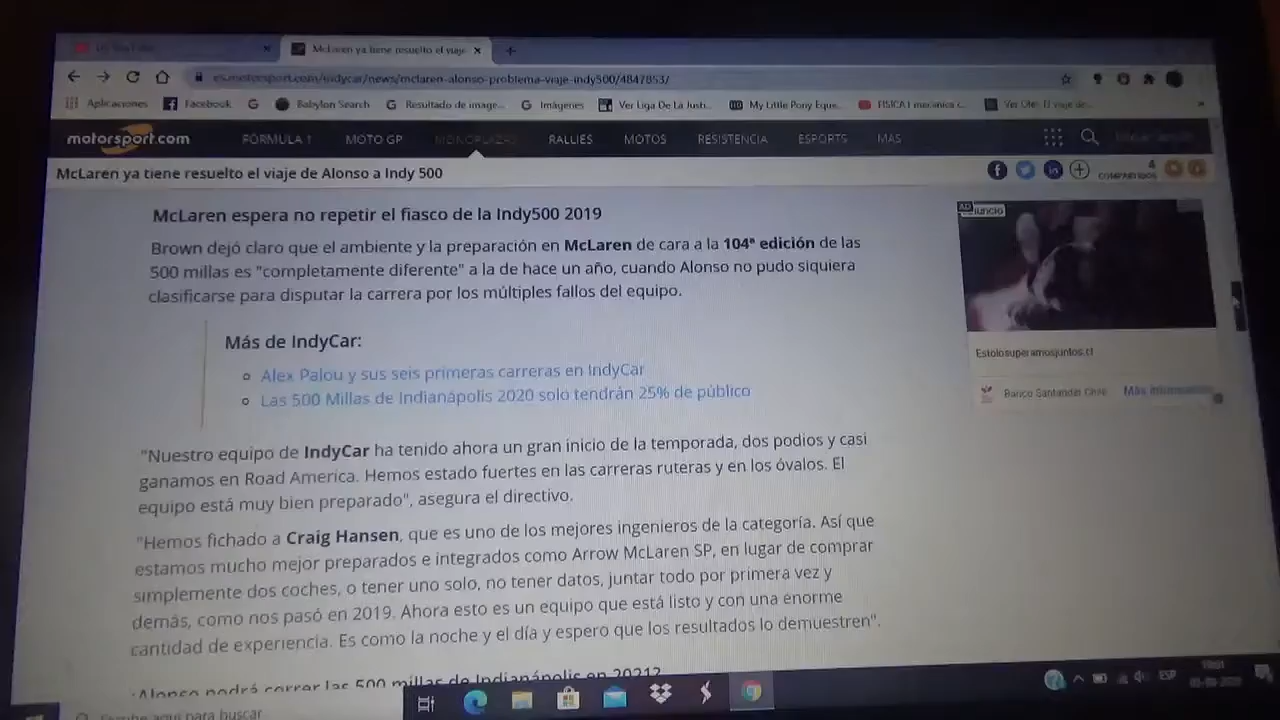 McLaren ya tiene resuelto el viaje
es.motorsport.com/indycar/news/mclaren-alonso-problema-viaje-indy500/4847853/
Aplicaciones Facebook Babylon Search Resultado de image... Imágenes Ver Liga De La Justi... My Little Pony Eque... FISICA I mecanica c...
motorsport.com FÓRMULA 1 MOTO GP MONOPLAZAS RALLIES MOTOS RESISTENCIA ESPORTS MÁS
McLaren ya tiene resuelto el viaje de Alonso a Indy 500
4
COMPARTIDOS
McLaren espera no repetir el fiasco de la Indy500 2019
Brown dejó claro que el ambiente y la preparación en McLaren de cara a la 104ª edición de las
500 millas es "completamente diferente" a la de hace un año, cuando Alonso no pudo siquiera
clasificarse para disputar la carrera por los múltiples fallos del equipo.
Más de IndyCar:
Alex Palou y sus seis primeras carreras en IndyCar
Las 500 Millas de Indianápolis 2020 solo tendrán 25% de público
"Nuestro equipo de IndyCar ha tenido ahora un gran inicio de la temporada, dos podios y casi
ganamos en Road America. Hemos estado fuertes en las carreras ruteras y en los óvalos. El
equipo está muy bien preparado", asegura el directivo.
"Hemos fichado a Craig Hansen, que es uno de los mejores ingenieros de la categoría. Así que
estamos mucho mejor preparados e integrados como Arrow McLaren SP, en lugar de comprar
simplemente dos coches, o tener uno solo, no tener datos, juntar todo por primera vez y
demás, como nos pasó en 2019. Ahora esto es un equipo que está listo y con una enorme
cantidad de experiencia. Es como la noche y el día y espero que los resultados lo demuestren".
¿Alonso podrá correr las 500 millas de Indianápolis en 2021?
AD
Anuncio
Estolosuperamosjuntos.cl
Banco Santander Chile Más información
Escribe aquí para buscar
ESP